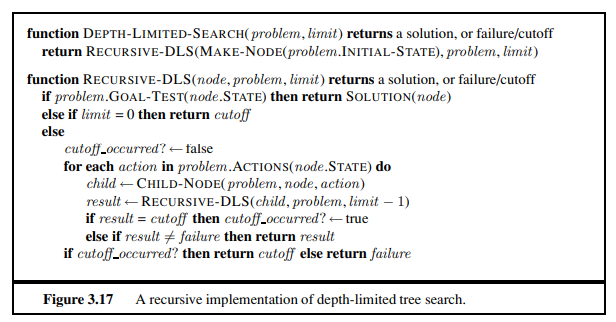 function DEPTH-LIMITED-SEARCH(problem, limit) returns a solution, or failure/cutoff
return RECURSIVE-DLS(MAKE-NODE(problem.INITIAL-STATE), problem, limit)
function RECURSIVE-DLS(node, problem, limit) returns a solution, or failure/cutoff
if problem.GOAL-TEST(node.STATE) then return SOLUTION(node)
else if limit = 0 then return cutoff
else
cutoff_occurred? ← false
for each action in problem.ACTIONS(node.STATE) do
child ← CHILD-NODE(problem, node, action)
result ← RECURSIVE-DLS(child, problem, limit − 1)
if result = cutoff then cutoff_occurred? ← true
else if result ≠ failure then return result
if cutoff_occurred? then return cutoff else return failure
Figure 3.17 A recursive implementation of depth-limited tree search.